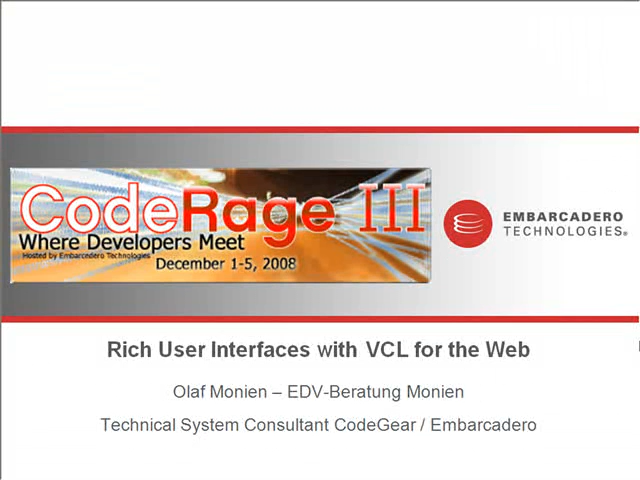 CodeRage III
Where Developers Meet
Hosted by Embarcedero Technologies
December 1-5, 2008
EMBARCADERO
TECHNOLOGIES®
Rich User Interfaces with VCL for the Web
Olaf Monien – EDV-Beratung Monien
Technical System Consultant CodeGear / Embarcadero